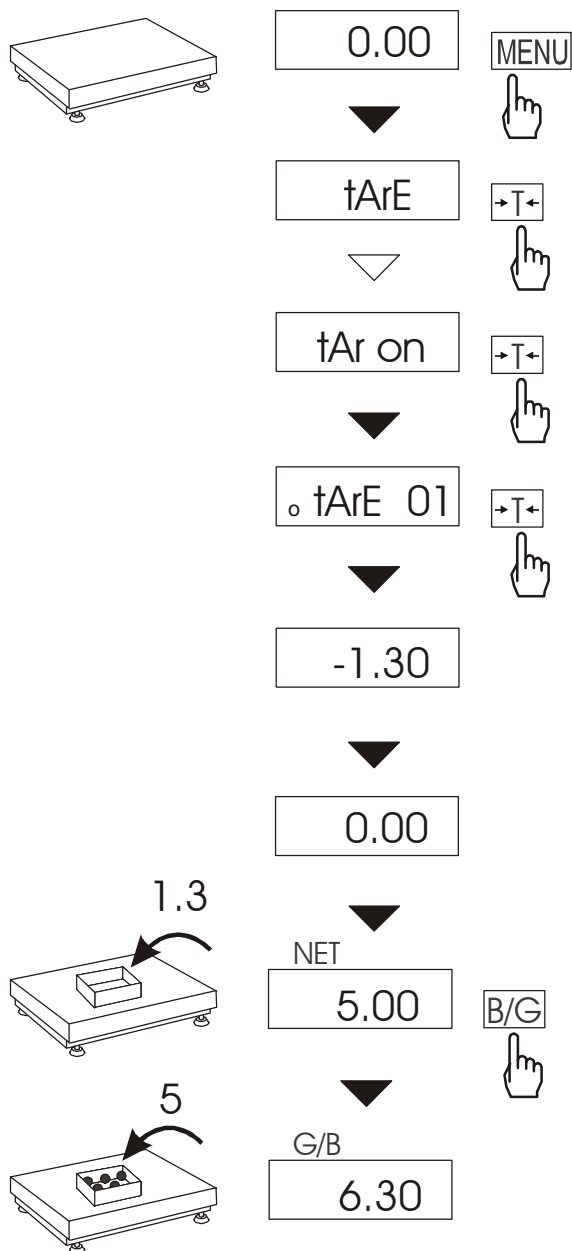 0.00 MENU
tArE →T←
tAr on →T←
o tArE 01 →T←
-1.30
0.00
1.3
NET
5.00 B/G
5
G/B
6.30